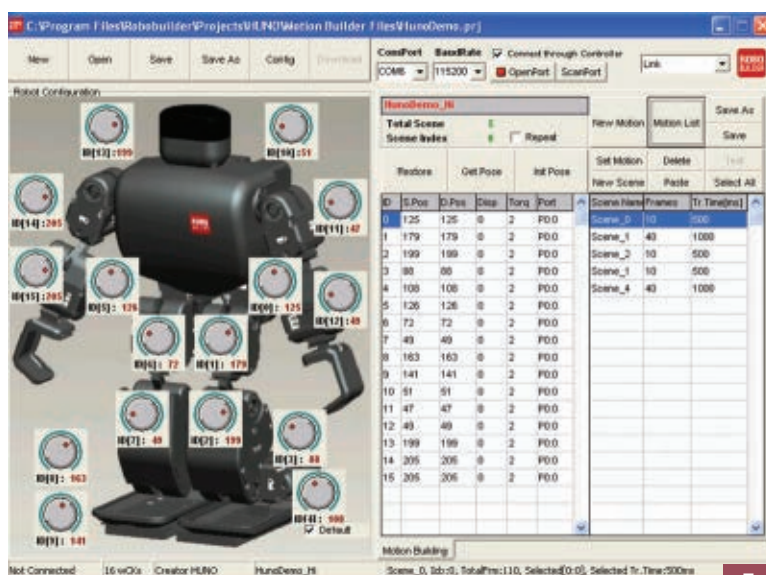 C:\Program Files\Robobuilder\Projects\HUNO\Motion Builder Files\HunoDemo.prj
New Open Save Save As Config Download
ComPort BaudRate Connect through Controller
COM6 115200 OpenPort ScanPort Link
ROBO BUILDER
Robot Configuration
ID[13]:199
ID[10]:51
ID[14]:205
ID[11]:47
ID[15]:205
ID[5]: 126
ID[0]: 125
ID[12]:49
ID[6]: 72
ID[1]: 179
ID[7]: 49
ID[2]: 199
ID[3]: 88
ID[8]: 163
ID[4]: 108
Default
ID[9]: 141
HunoDemo_Hi
Total Scene 5
Scene Index 0 Repeat
New Motion Motion List Save As
Save
Restore Get Pose Init Pose
Set Motion Delete
New Scene Paste Select All
ID S.Pos D.Pos Disp Torq Port
0 125 125 0 2 P0:0
1 179 179 0 2 P0:0
2 199 199 0 2 P0:0
3 88 88 0 2 P0:0
4 108 108 0 2 P0:0
5 126 126 0 2 P0:0
6 72 72 0 2 P0:0
7 49 49 0 2 P0:0
8 163 163 0 2 P0:0
9 141 141 0 2 P0:0
10 51 51 0 2 P0:0
11 47 47 0 2 P0:0
12 49 49 0 2 P0:0
13 199 199 0 2 P0:0
14 205 205 0 2 P0:0
15 205 205 0 2 P0:0
Scene Name Frames Tr.Time[ms]
Scene_0 10 500
Scene_1 40 1000
Scene_2 10 500
Scene_1 10 500
Scene_4 40 1000
Motion Building
Not Connected 16 wCKs Creator HUNO HunoDemo_Hi Scene_0, Idx:0, TotalFrm:110, Selected[0:0], Selected Tr.Time:500ms